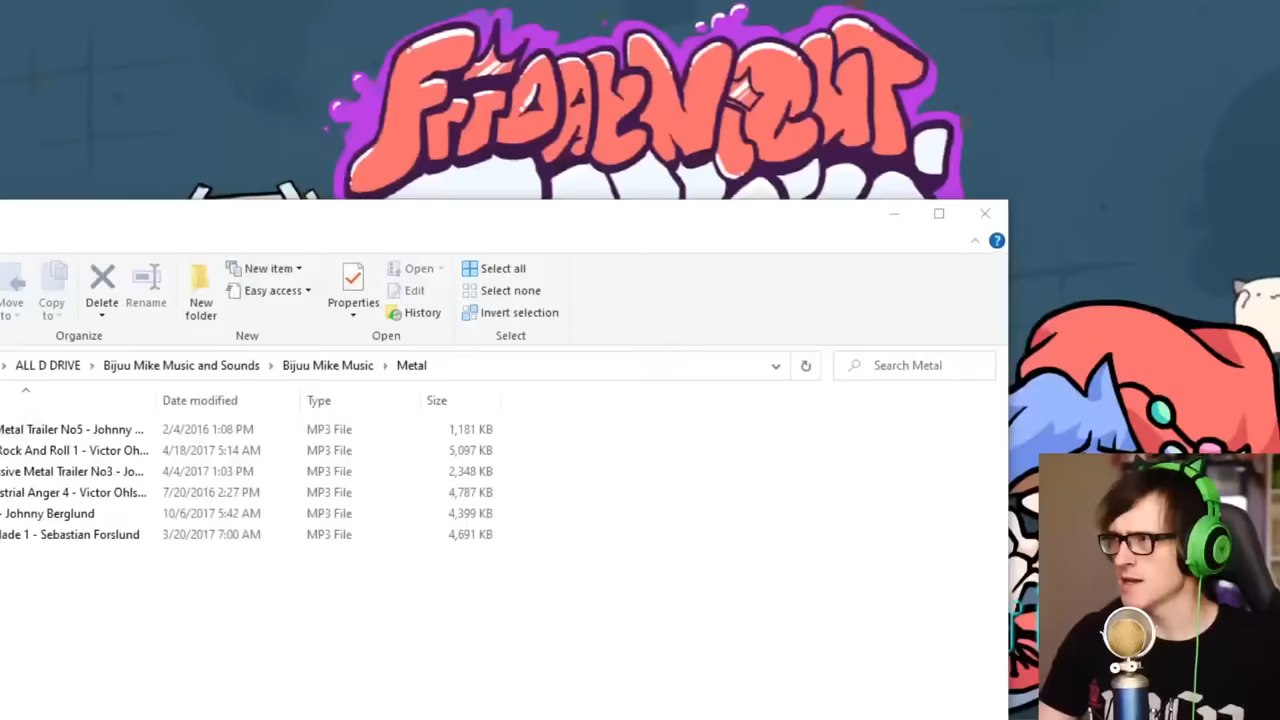 FRiDAY NiGHT
New item
Easy access
Move to
Copy to
Delete
Rename
New folder
Properties
Open
Edit
History
Select all
Select none
Invert selection
Organize
New
Open
Select
ALL D DRIVE > Bijuu Mike Music and Sounds > Bijuu Mike Music > Metal
Search Metal
Date modified Type Size
Metal Trailer No5 - Johnny ... 2/4/2016 1:08 PM MP3 File 1,181 KB
Rock And Roll 1 - Victor Oh... 4/18/2017 5:14 AM MP3 File 5,097 KB
sive Metal Trailer No3 - Jo... 4/4/2017 1:03 PM MP3 File 2,348 KB
strial Anger 4 - Victor Ohls... 7/20/2016 2:27 PM MP3 File 4,787 KB
- Johnny Berglund 10/6/2017 5:42 AM MP3 File 4,399 KB
lade 1 - Sebastian Forslund 3/20/2017 7:00 AM MP3 File 4,691 KB